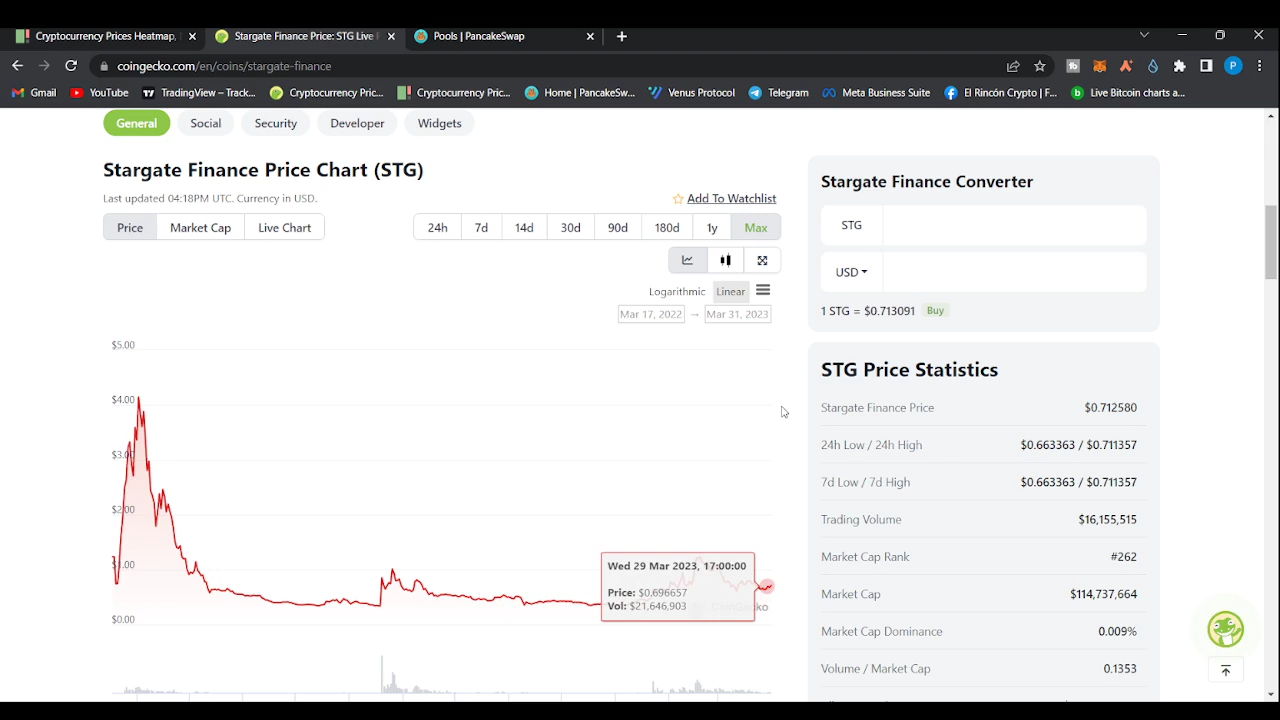 Cryptocurrency Prices Heatmap,
Stargate Finance Price: STG Live
Pools | PancakeSwap
coingecko.com/en/coins/stargate-finance
P
Gmail
YouTube
TradingView – Track...
Cryptocurrency Pric...
Cryptocurrency Pric...
Home | PancakeSw...
Venus Protocol
Telegram
Meta Business Suite
El Rincón Crypto | F...
Live Bitcoin charts a...
General
Social
Security
Developer
Widgets
Stargate Finance Price Chart (STG)
Last updated 04:18PM UTC. Currency in USD.
Add To Watchlist
Price
Market Cap
Live Chart
24h
7d
14d
30d
90d
180d
1y
Max
Logarithmic
Linear
Mar 17, 2022 → Mar 31, 2023
$5.00
$4.00
$2.00
$0.00
Wed 29 Mar 2023, 17:00:00
Price: $0.696657
Vol: $21,646,903
Stargate Finance Converter
STG
USD
1 STG = $0.713091
Buy
STG Price Statistics
Stargate Finance Price $0.712580
24h Low / 24h High $0.663363 / $0.711357
7d Low / 7d High $0.663363 / $0.711357
Trading Volume $16,155,515
Market Cap Rank #262
Market Cap $114,737,664
Market Cap Dominance 0.009%
Volume / Market Cap 0.1353